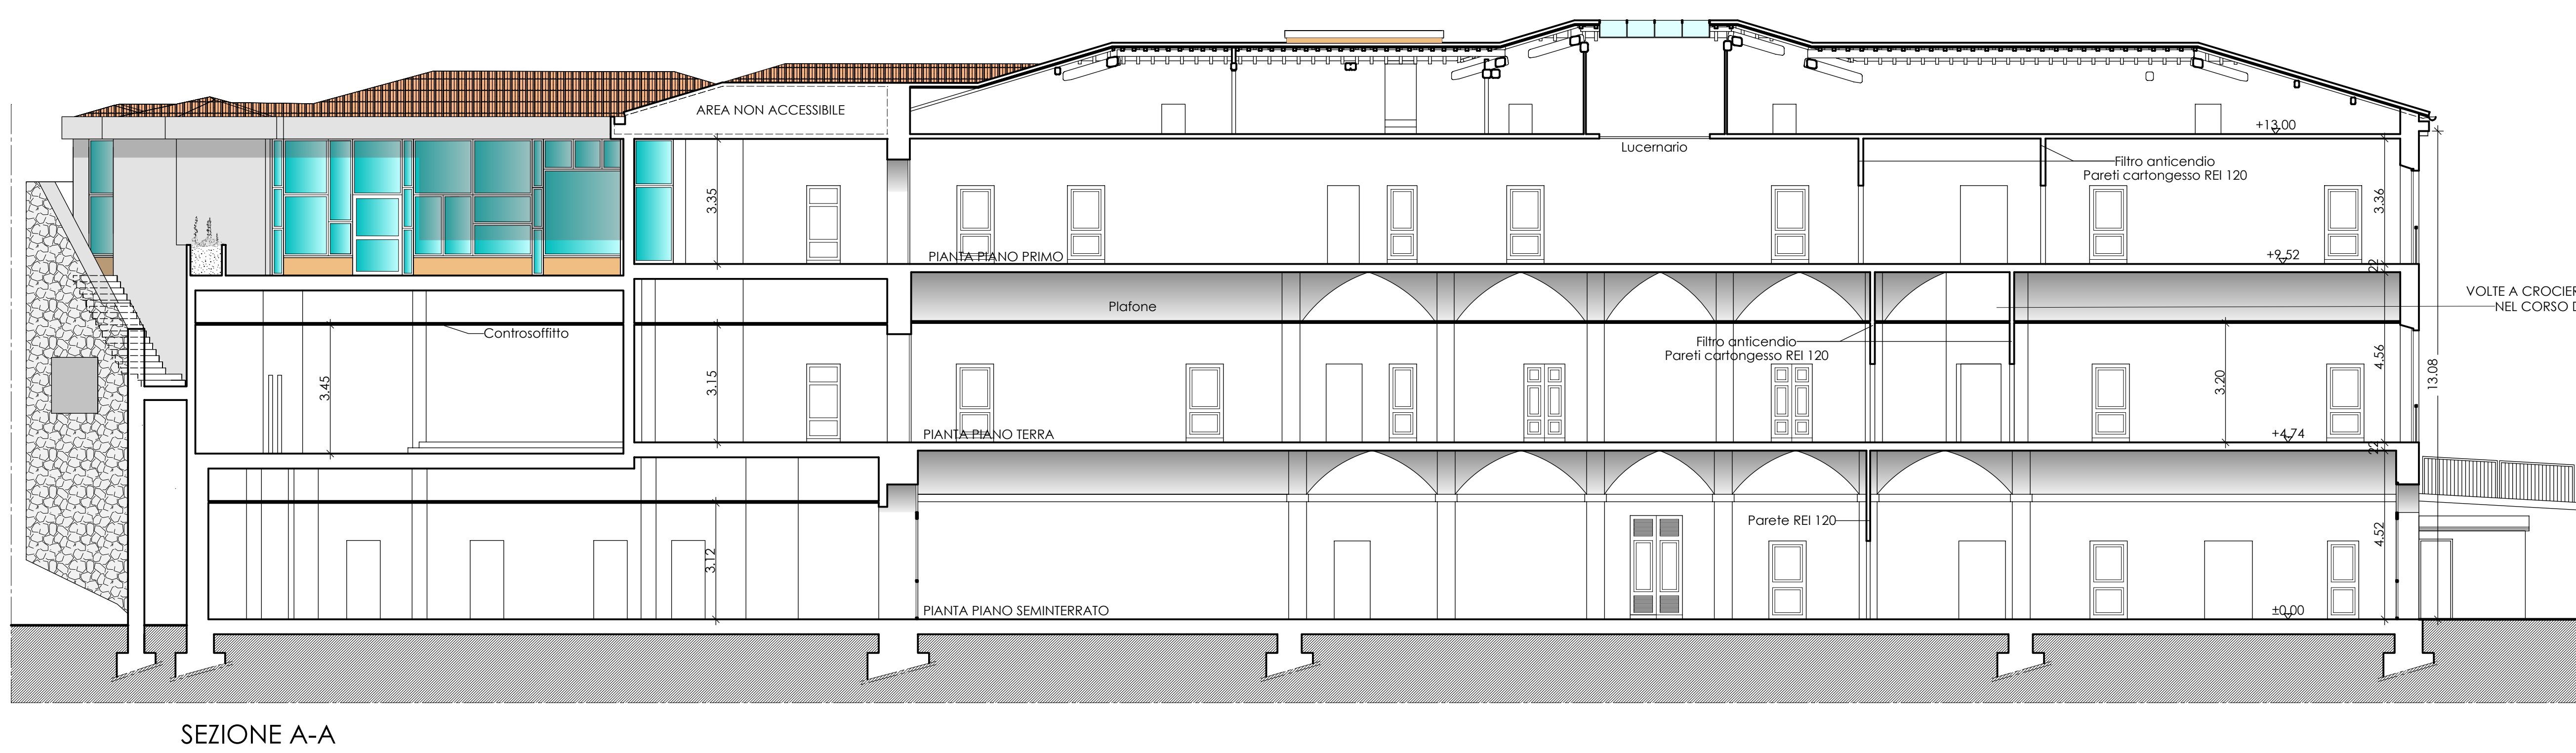 AREA NON ACCESSIBILE
+13.00
Lucernario
Filtro anticendio
Pareti cartongesso REI 120
3.35
3.36
PIANTA PIANO PRIMO
+9.52
22
VOLTE A CROCIER
NEL CORSO D
Plafone
Controsoffitto
Filtro anticendio
Pareti cartongesso REI 120
3.45
3.15
3.20
4.56
13.08
PIANTA PIANO TERRA
+4.74
22
Parete REI 120
3.12
4.52
PIANTA PIANO SEMINTERRATO
±0.00
SEZIONE A-A